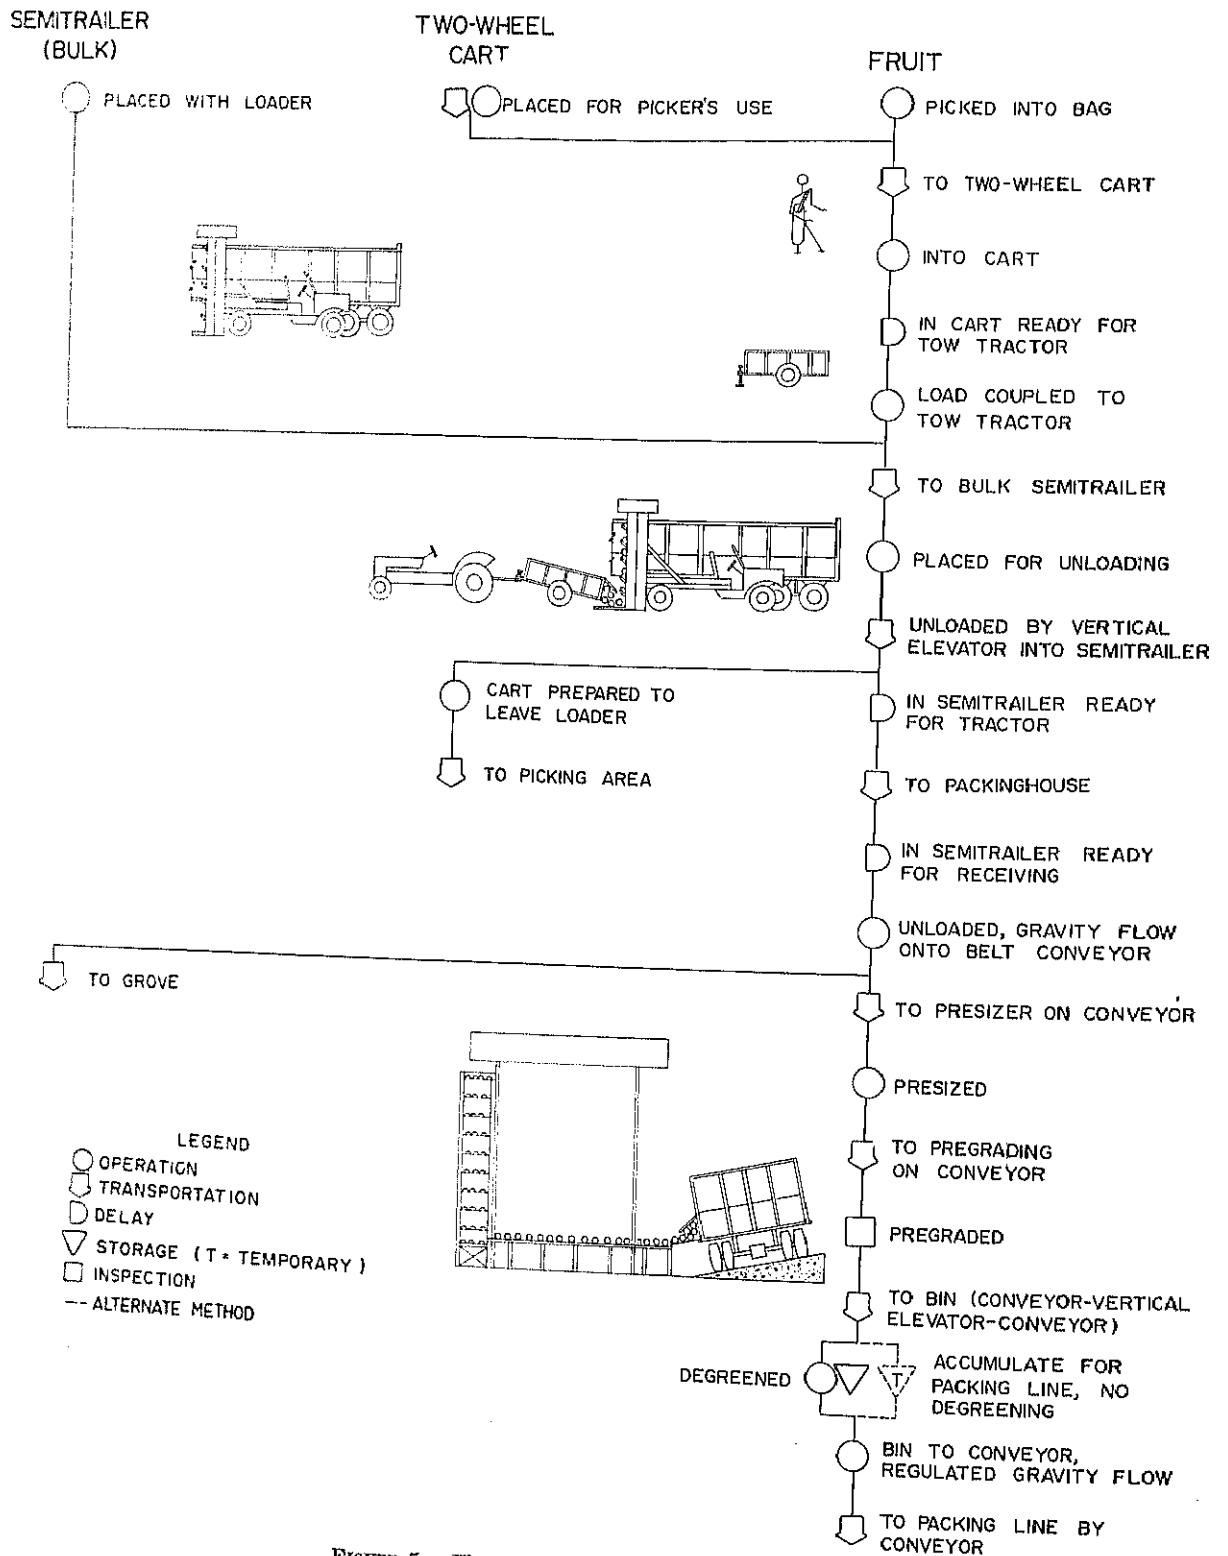 SEMITRAILER
(BULK)
TWO-WHEEL
CART
FRUIT
PLACED WITH LOADER
PLACED FOR PICKER'S USE
PICKED INTO BAG
TO TWO-WHEEL CART
INTO CART
IN CART READY FOR
TOW TRACTOR
LOAD COUPLED TO
TOW TRACTOR
TO BULK SEMITRAILER
PLACED FOR UNLOADING
UNLOADED BY VERTICAL
ELEVATOR INTO SEMITRAILER
CART PREPARED TO
LEAVE LOADER
IN SEMITRAILER READY
FOR TRACTOR
TO PICKING AREA
TO PACKINGHOUSE
IN SEMITRAILER READY
FOR RECEIVING
UNLOADED, GRAVITY FLOW
ONTO BELT CONVEYOR
TO GROVE
TO PRESIZER ON CONVEYOR
PRESIZED
TO PREGRADING
ON CONVEYOR
PREGRADED
LEGEND
OPERATION
TRANSPORTATION
DELAY
STORAGE (T = TEMPORARY)
INSPECTION
--- ALTERNATE METHOD
TO BIN (CONVEYOR-VERTICAL
ELEVATOR-CONVEYOR)
DEGREENED
T
ACCUMULATE FOR
PACKING LINE, NO
DEGREENING
BIN TO CONVEYOR,
REGULATED GRAVITY FLOW
TO PACKING LINE BY
CONVEYOR